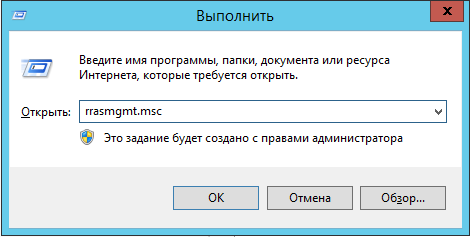 Выполнить
Введите имя программы, папки, документа или ресурса
Интернета, которые требуется открыть.
Открыть: rrasmgmt.msc
Это задание будет создано с правами администратора
ОК Отмена Обзор...